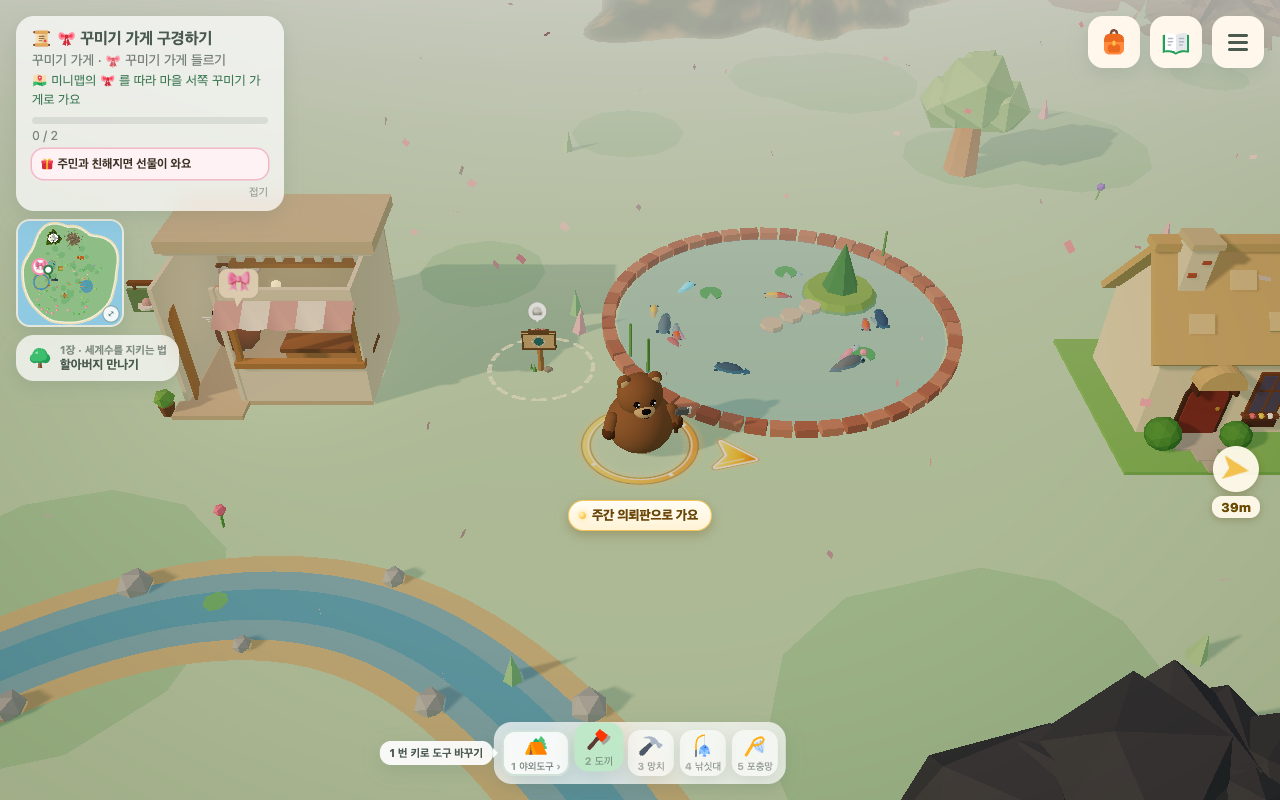 꾸미기 가게 구경하기
꾸미기 가게 · 꾸미기 가게 들르기
미니맵의 를 따라 마을 서쪽 꾸미기 가
게로 가요
0 / 2
주민과 친해지면 선물이 와요
접기
1장 · 세계수를 지키는 법
할아버지 만나기
주간 의뢰판으로 가요
39m
1 번 키로 도구 바꾸기
1 야외도구 ›
2 도끼
3 망치
4 낚싯대
5 포충망